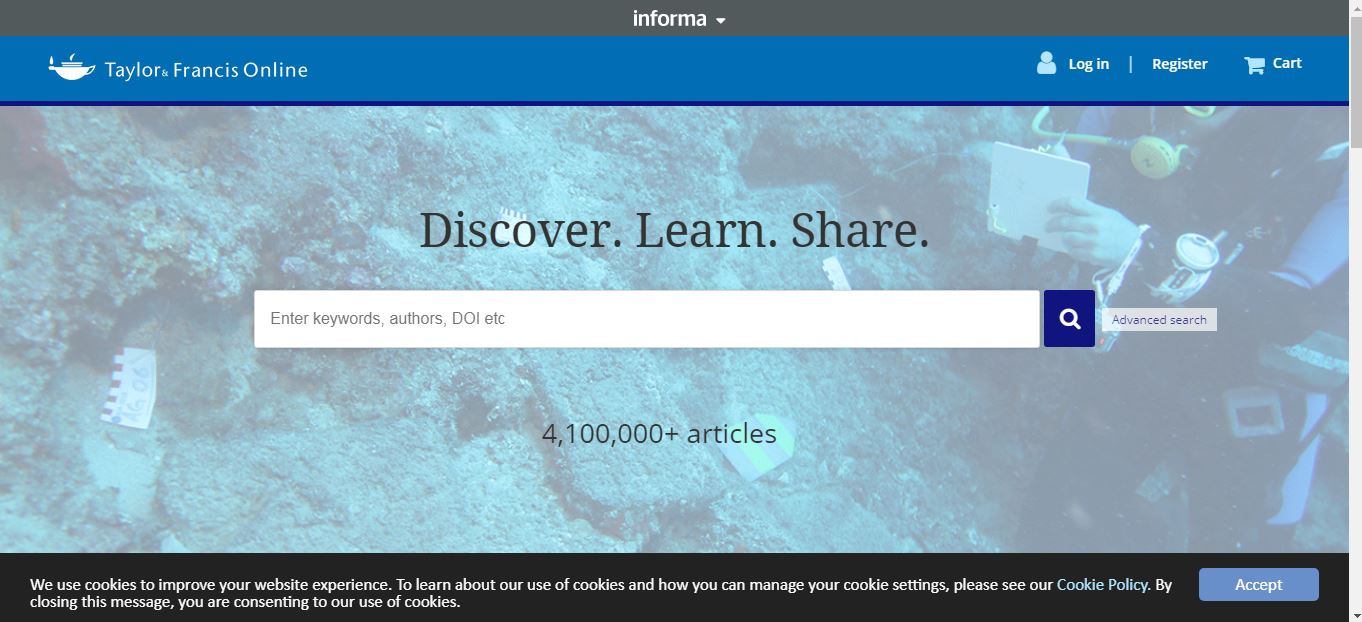 informa
Taylor & Francis Online
Log in | Register Cart
Discover. Learn. Share.
Enter keywords, authors, DOI etc
Advanced search
4,100,000+ articles
We use cookies to improve your website experience. To learn about our use of cookies and how you can manage your cookie settings, please see our Cookie Policy. By
closing this message, you are consenting to our use of cookies.
Accept